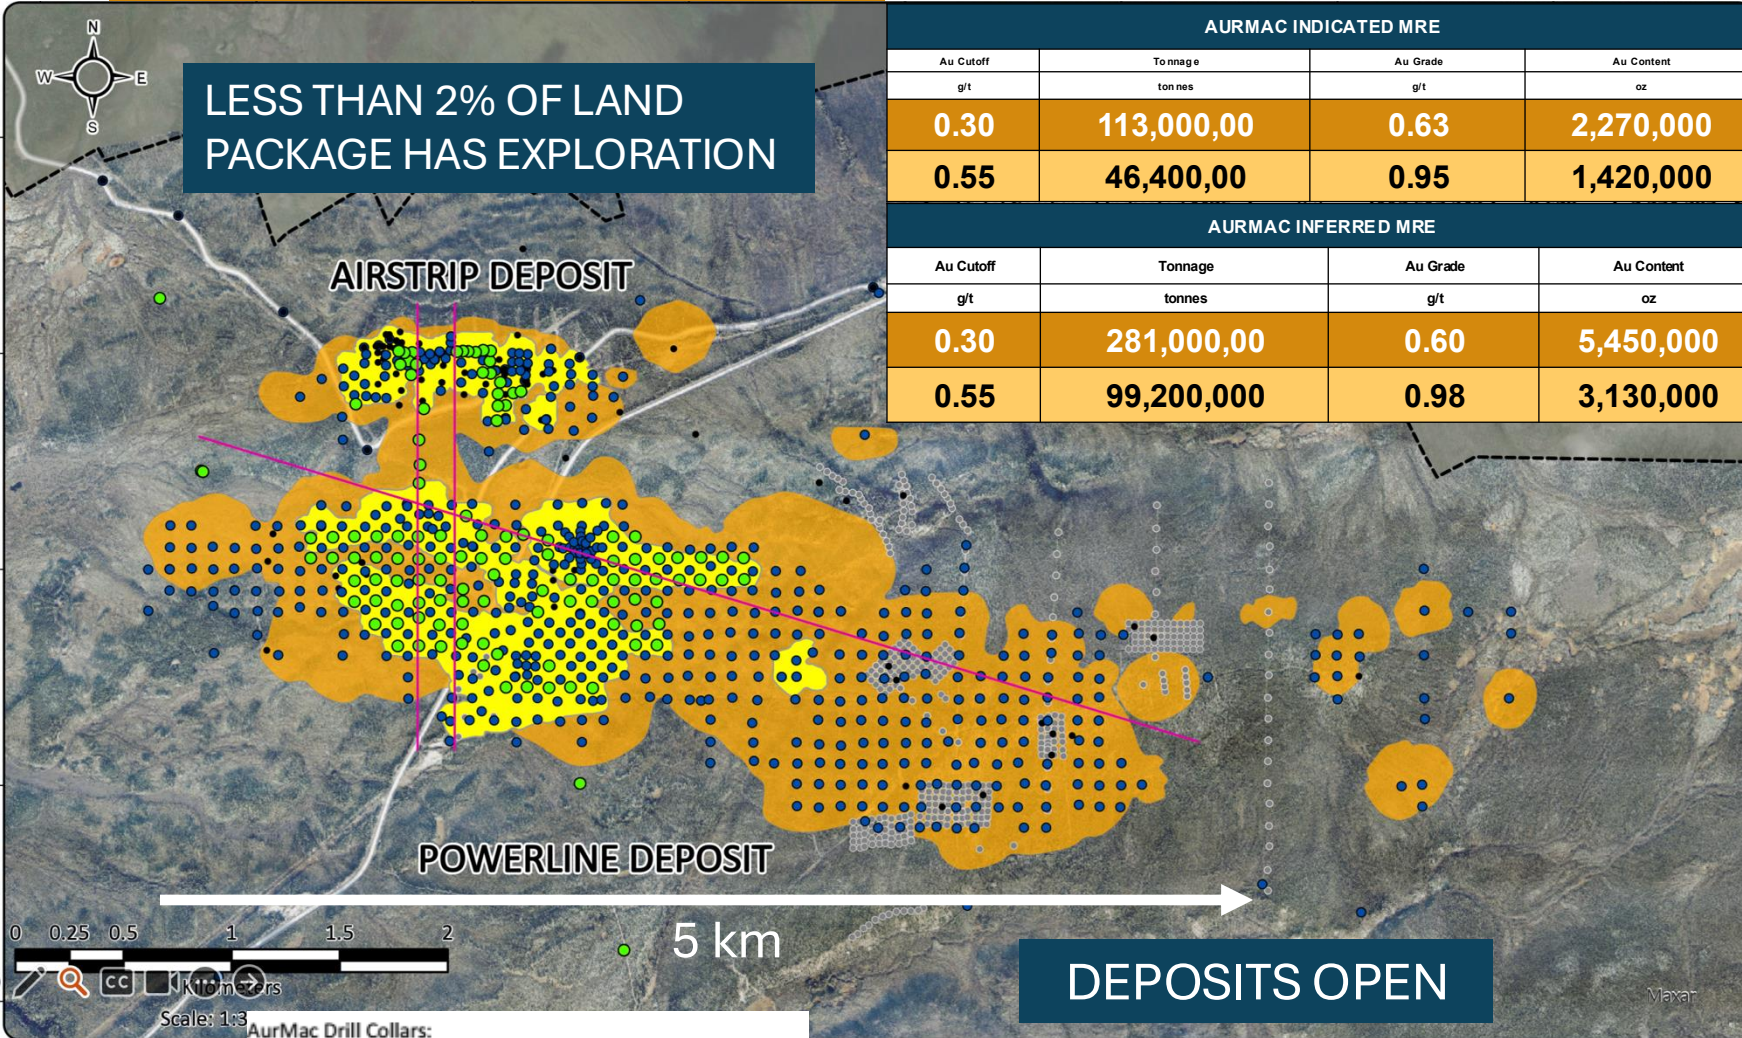 N
W E
S
LESS THAN 2% OF LAND
PACKAGE HAS EXPLORATION
AURMAC INDICATED MRE
Au Cutoff Tonnage Au Grade Au Content
g/t tonnes g/t oz
0.30 113,000,00 0.63 2,270,000
0.55 46,400,00 0.95 1,420,000
AURMAC INFERRED MRE
Au Cutoff Tonnage Au Grade Au Content
g/t tonnes g/t oz
0.30 281,000,00 0.60 5,450,000
0.55 99,200,000 0.98 3,130,000
AIRSTRIP DEPOSIT
POWERLINE DEPOSIT
5 km
0 0.25 0.5 1 1.5 2
CC
Kilometers
Scale: 1:3
AurMac Drill Collars:
DEPOSITS OPEN
Maxar